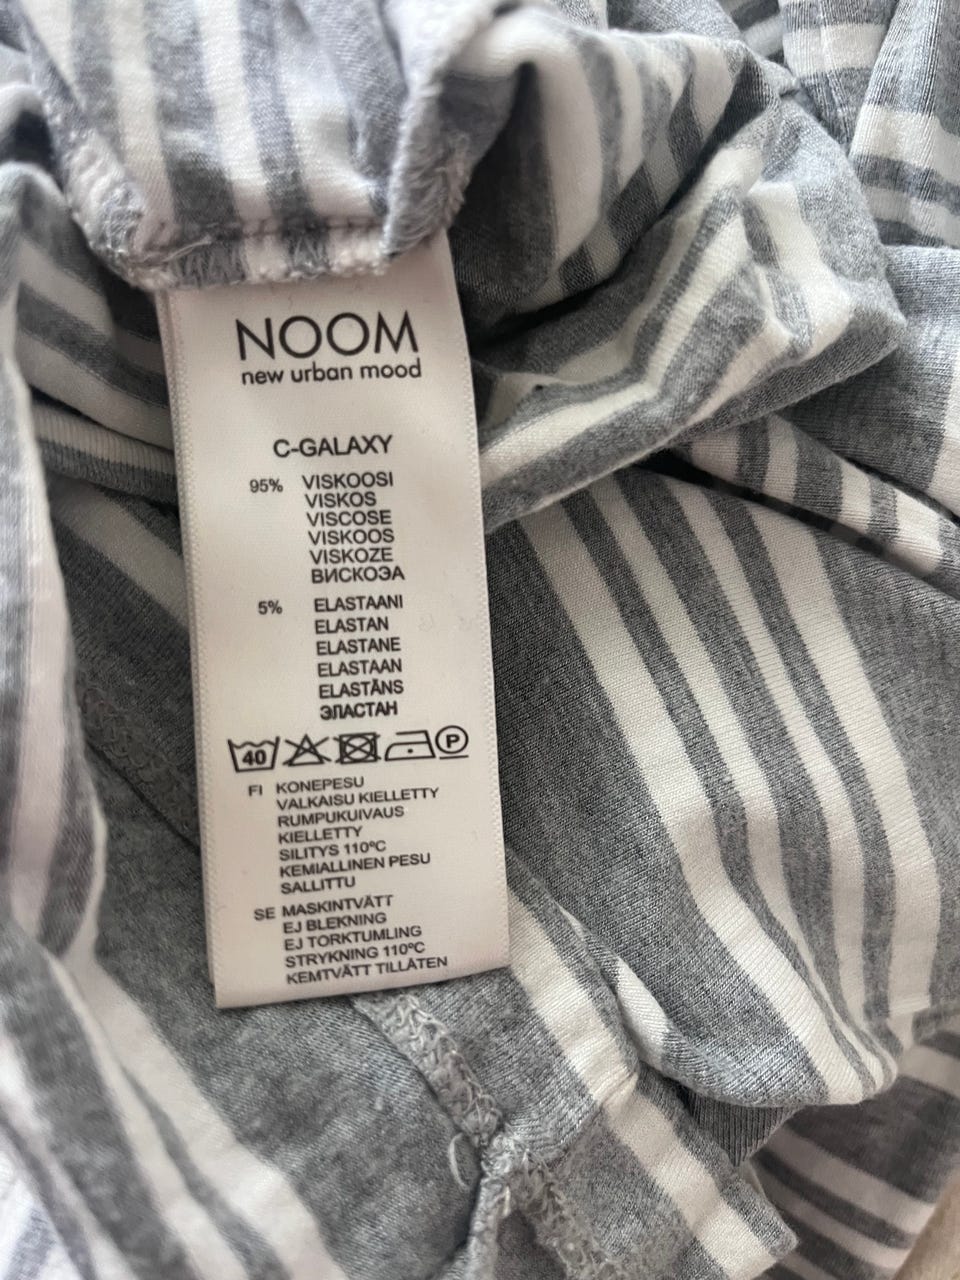 NOOM
new urban mood
C-GALAXY
95% VISKOOSI
VISKOS
VISCOSE
VISKOOS
VISKOZE
ВИСКОЭА
5% ELASTAANI
ELASTAN
ELASTANE
ELASTAAN
ELASTĀNS
ЭЛАСТАН
40 P
FI KONEPESU
VALKAISU KIELLETTY
RUMPUKUIVAUS
KIELLETTY
SILITYS 110ºC
KEMIALLINEN PESU
SALLITTU
SE MASKINTVÄTT
EJ BLEKNING
EJ TORKTUMLING
STRYKNING 110ºC
KEMTVÄTT TILLÄTEN